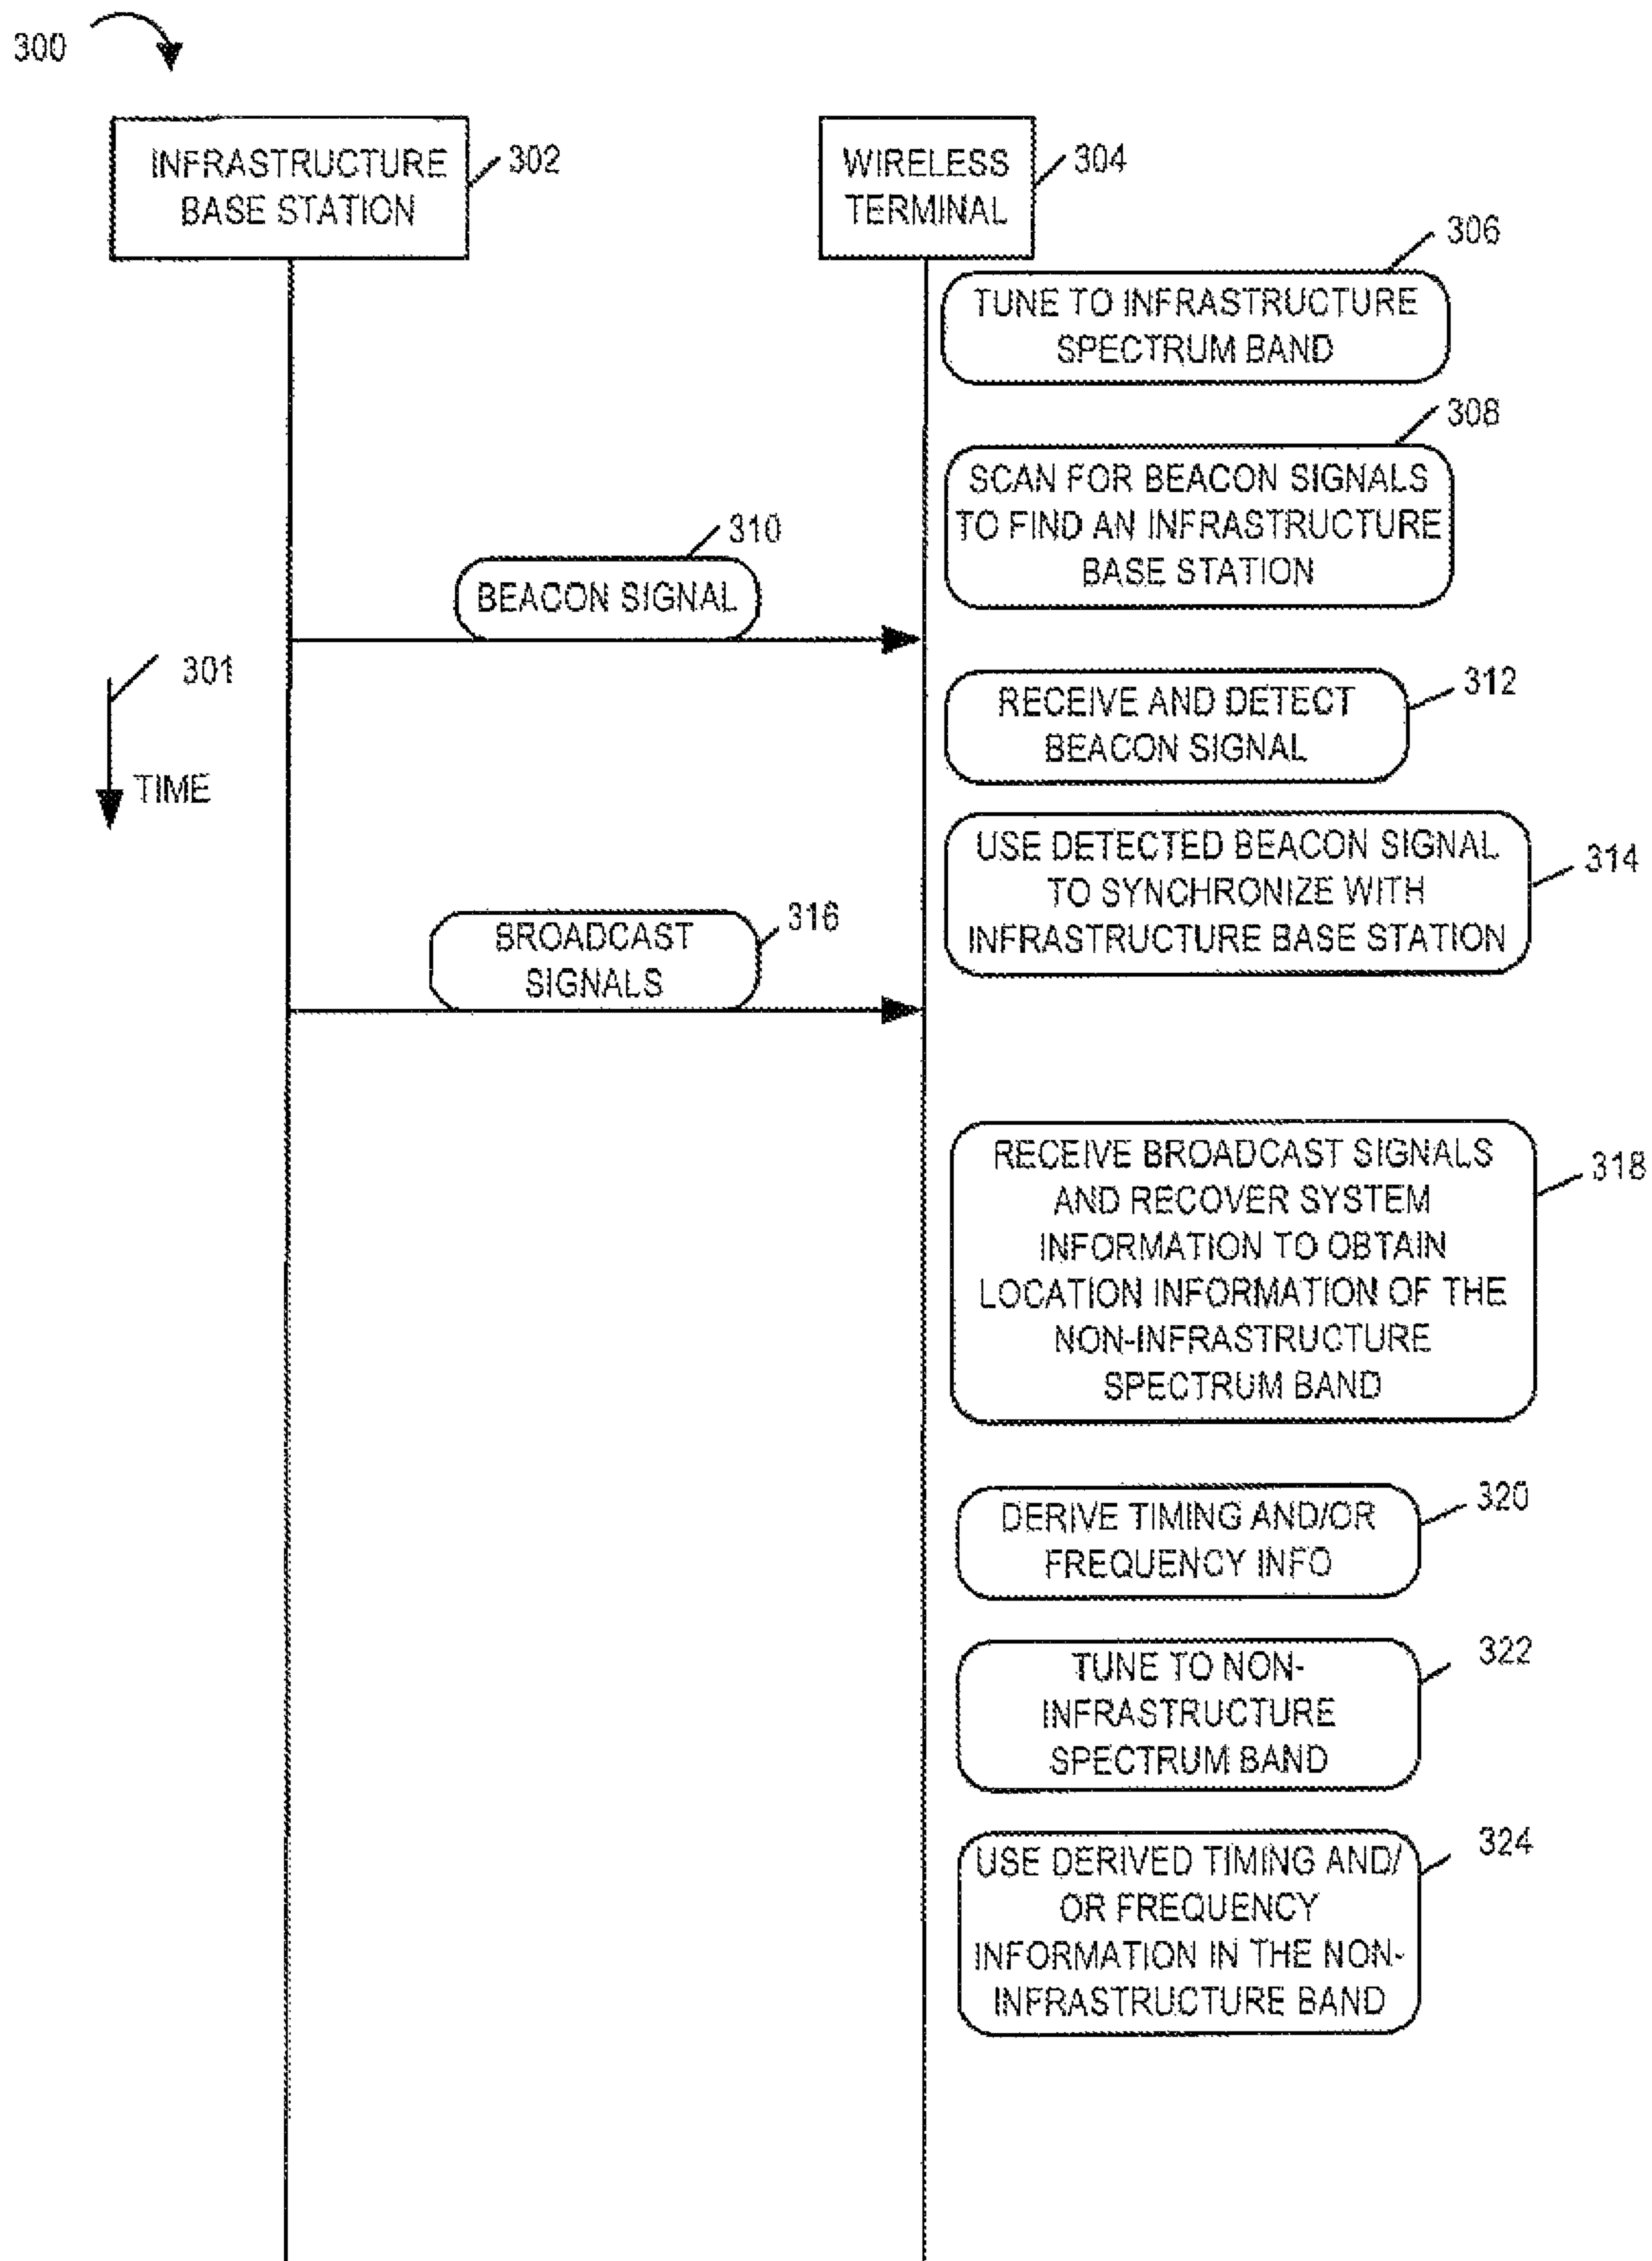 300
INFRASTRUCTURE
BASE STATION
302
WIRELESS
TERMINAL
304
306
TUNE TO INFRASTRUCTURE
SPECTRUM BAND
308
SCAN FOR BEACON SIGNALS
TO FIND AN INFRASTRUCTURE
BASE STATION
310
BEACON SIGNAL
301
TIME
312
RECEIVE AND DETECT
BEACON SIGNAL
314
USE DETECTED BEACON SIGNAL
TO SYNCHRONIZE WITH
INFRASTRUCTURE BASE STATION
316
BROADCAST
SIGNALS
318
RECEIVE BROADCAST SIGNALS
AND RECOVER SYSTEM
INFORMATION TO OBTAIN
LOCATION INFORMATION OF THE
NON-INFRASTRUCTURE
SPECTRUM BAND
320
DERIVE TIMING AND/OR
FREQUENCY INFO
322
TUNE TO NON-
INFRASTRUCTURE
SPECTRUM BAND
324
USE DERIVED TIMING AND/
OR FREQUENCY
INFORMATION IN THE NON-
INFRASTRUCTURE BAND